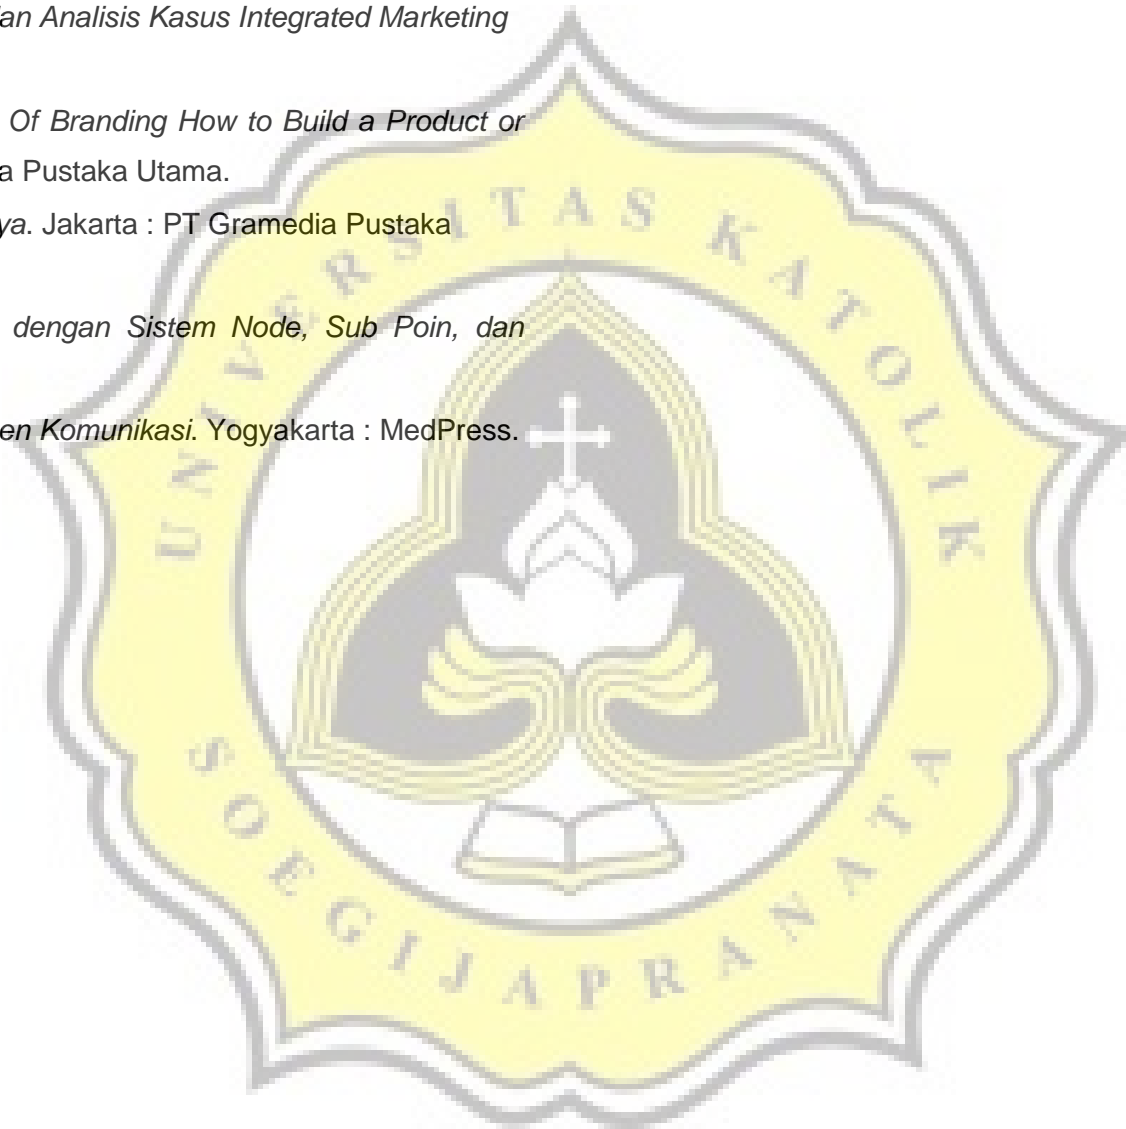 an Analisis Kasus Integrated Marketing
Of Branding How to Build a Product or
a Pustaka Utama.
ya. Jakarta : PT Gramedia Pustaka
dengan Sistem Node, Sub Poin, dan
en Komunikasi. Yogyakarta : MedPress.
UNIVERSITAS KATOLIK
SOEGIJAPRANATA